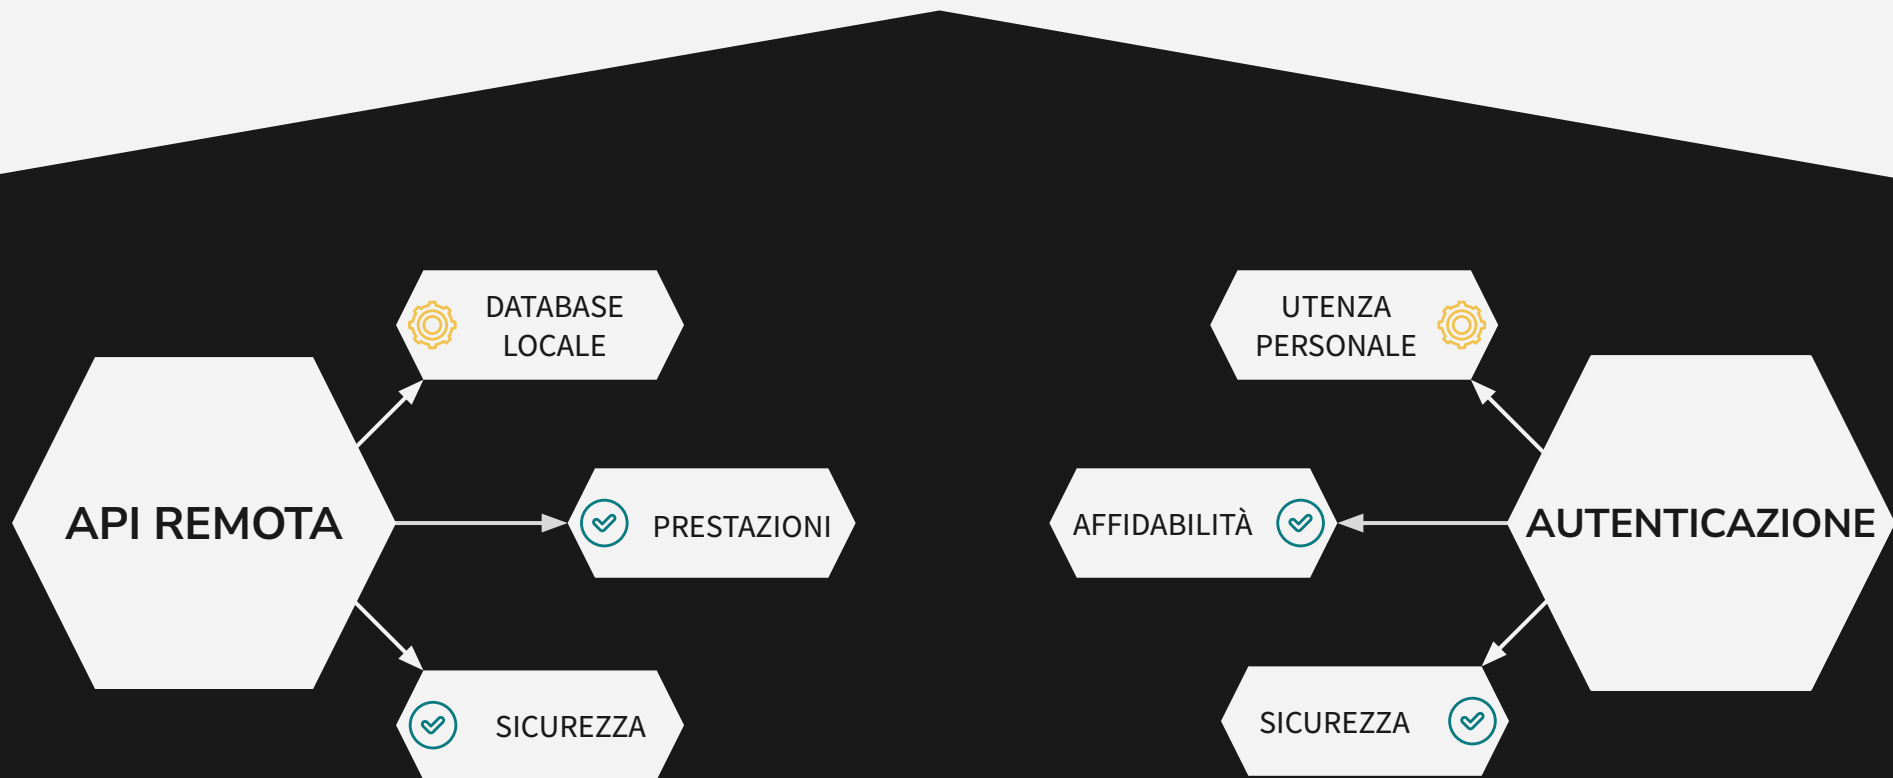 DATABASE
LOCALE
API REMOTA
PRESTAZIONI
SICUREZZA
UTENZA
PERSONALE
AFFIDABILITÀ
AUTENTICAZIONE
SICUREZZA